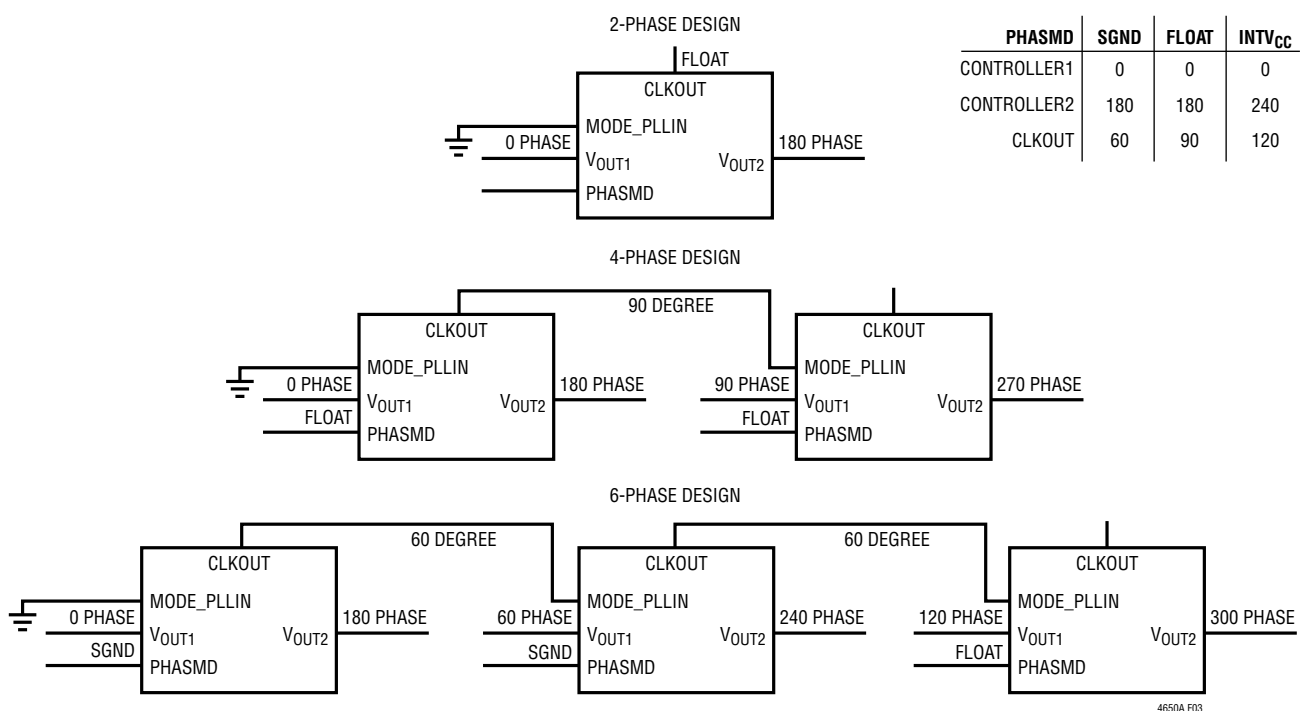 2-PHASE DESIGN
FLOAT
CLKOUT
MODE_PLLIN
0 PHASE
VOUT1
VOUT2
180 PHASE
PHASMD
PHASMD SGND FLOAT INTVCC
CONTROLLER1 0 0 0
CONTROLLER2 180 180 240
CLKOUT 60 90 120
4-PHASE DESIGN
90 DEGREE
CLKOUT
MODE_PLLIN
0 PHASE
VOUT1
VOUT2
180 PHASE
FLOAT
PHASMD
CLKOUT
MODE_PLLIN
90 PHASE
VOUT1
VOUT2
270 PHASE
FLOAT
PHASMD
6-PHASE DESIGN
60 DEGREE
60 DEGREE
CLKOUT
MODE_PLLIN
0 PHASE
VOUT1
VOUT2
180 PHASE
SGND
PHASMD
CLKOUT
MODE_PLLIN
60 PHASE
VOUT1
VOUT2
240 PHASE
SGND
PHASMD
CLKOUT
MODE_PLLIN
120 PHASE
VOUT1
VOUT2
300 PHASE
FLOAT
PHASMD
4650A F03